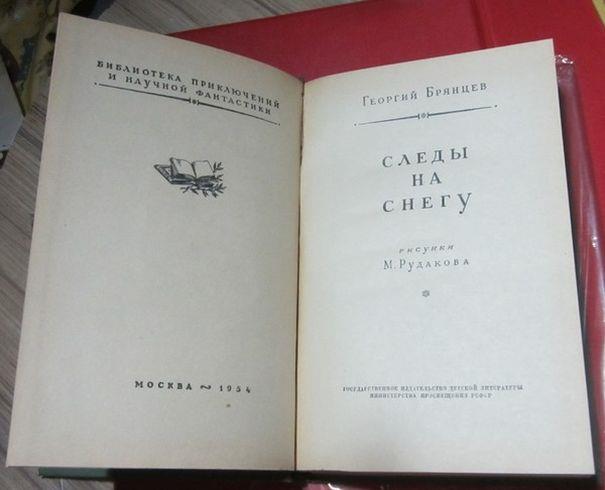 БИБЛИОТЕКА ПРИКЛЮЧЕНИЙ
И НАУЧНОЙ ФАНТАСТИКИ
МОСКВА ~ 1954
ГЕОРГИЙ БРЯНЦЕВ
СЛЕДЫ
НА
СНЕГУ
РИСУНКИ
М. РУДАКОВА
ГОСУДАРСТВЕННОЕ ИЗДАТЕЛЬСТВО ДЕТСКОЙ ЛИТЕРАТУРЫ
МИНИСТЕРСТВА ПРОСВЕЩЕНИЯ РСФСР